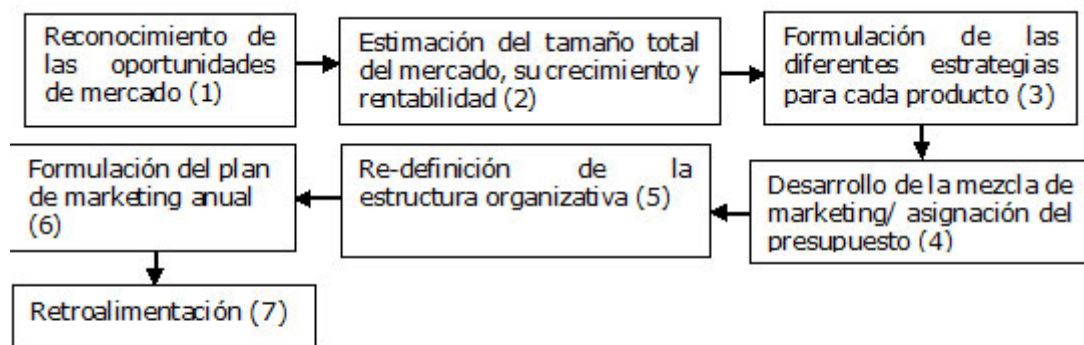 Reconocimiento de
las oportunidades
de mercado (1)
Estimación del tamaño total
del mercado, su crecimiento y
rentabilidad (2)
Formulación de las
diferentes estrategias
para cada producto (3)
Desarrollo de la mezcla de
marketing/ asignación del
presupuesto (4)
Re-definición de la
estructura organizativa (5)
Formulación del plan
de marketing anual
(6)
Retroalimentación (7)